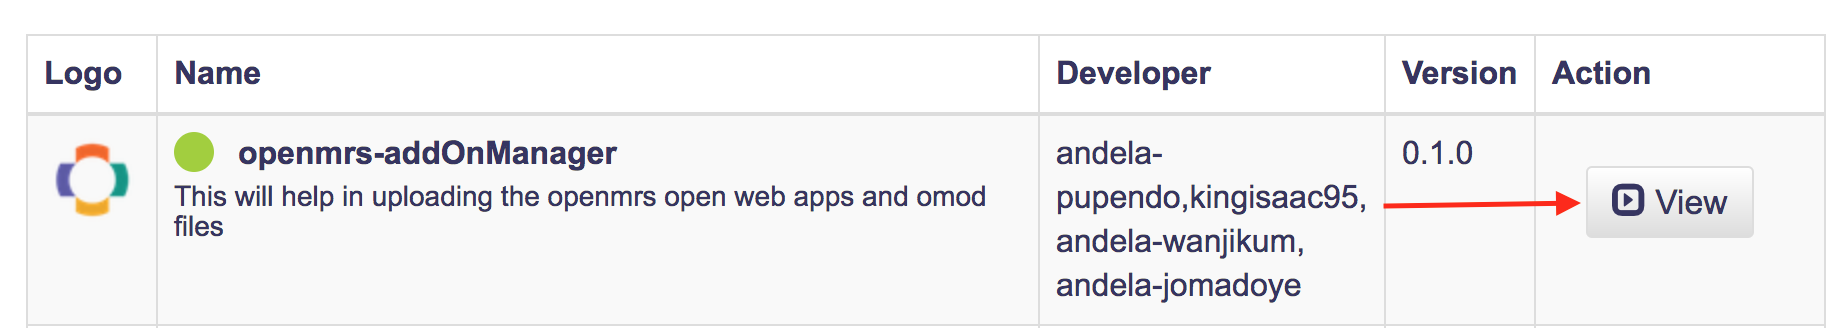 Logo Name Developer Version Action
openmrs-addOnManager
This will help in uploading the openmrs open web apps and omod
files
andela-
pupendo,kingisaac95,
andela-wanjikum,
andela-jomadoye
0.1.0
View